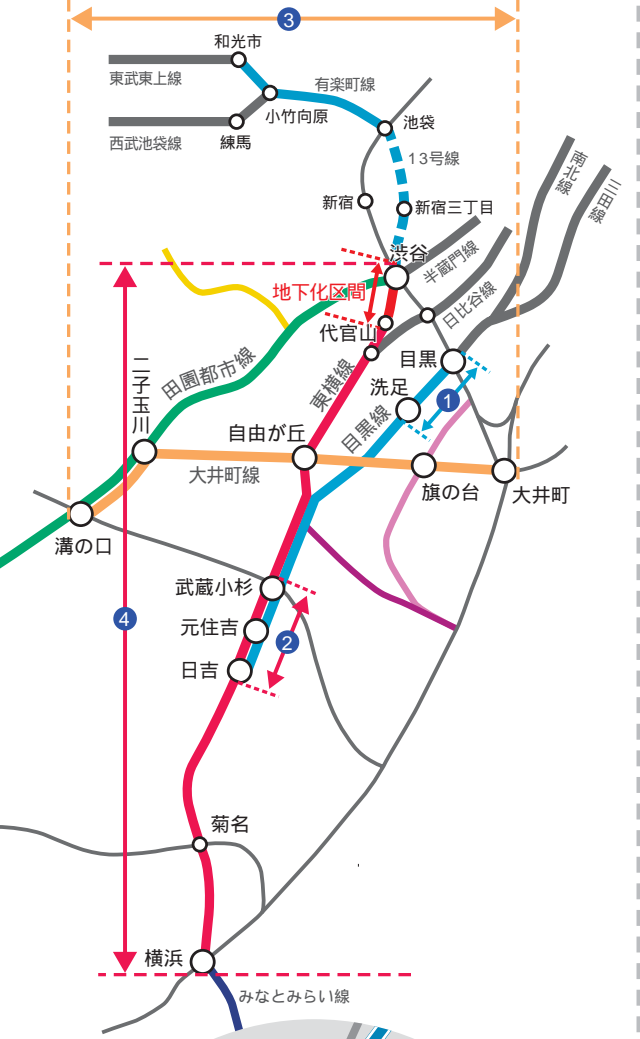 3
和光市
東武東上線
有楽町線
小竹向原
池袋
西武池袋線
練馬
13号線
南北線
三田線
新宿
新宿三丁目
渋谷
半蔵門線
地下化区間
日比谷線
代官山
目黒
二子玉川
田園都市線
東横線
洗足
1
目黒線
自由が丘
大井町線
旗の台
大井町
溝の口
武蔵小杉
4
元住吉
2
日吉
菊名
横浜
みなとみらい線